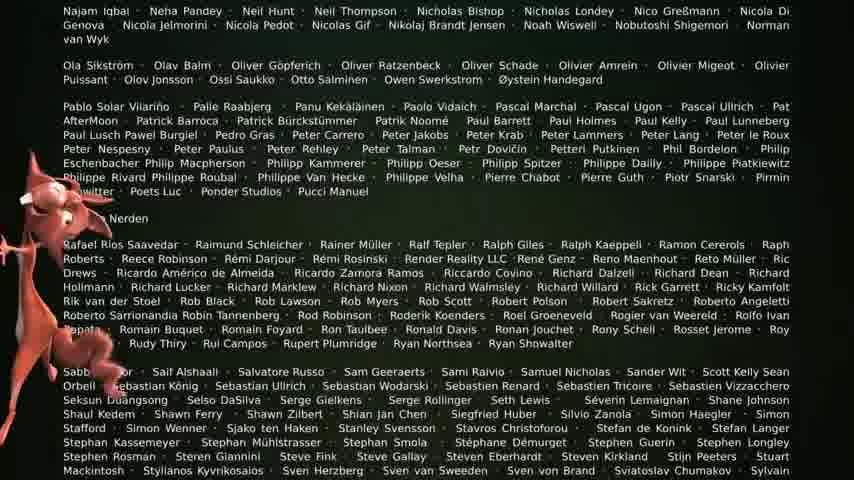 Najam Iqbal · Neha Pandey · Neil Hunt · Neil Thompson · Nicholas Bishop · Nicholas Londey · Nico Greßmann · Nicola Di
Genova · Nicola Jelmorini · Nicola Pedot · Nicolas Gif · Nikolaj Brandt Jensen · Noah Wiswell · Nobutoshi Shigemori · Norman
van Wyk
Ola Sikström · Olav Balm · Oliver Göpferich · Oliver Ratzenbeck · Oliver Schade · Olivier Amrein · Olivier Migeot · Olivier
Puissant · Olov Jonsson · Ossi Saukko · Otto Salminen · Owen Swerkstrom · Øystein Handegard
Pablo Solar Vilariño · Palle Raabjerg · Panu Kekäläinen · Paolo Vidaich · Pascal Marchal · Pascal Ugon · Pascal Ullrich · Pat
AfterMoon · Patrick Barroca · Patrick Bürckstümmer · Patrik Noomé · Paul Barrett · Paul Holmes · Paul Kelly · Paul Lunneberg
Paul Lusch Pawel Burgiel · Pedro Gras · Peter Carrero · Peter Jakobs · Peter Krab · Peter Lammers · Peter Lang · Peter le Roux
Peter Nespesny · Peter Paulus · Peter Rehley · Peter Talman · Petr Dovičín · Petteri Putkinen · Phil Bordelon · Philip
Eschenbacher Philip Macpherson · Philipp Kammerer · Philipp Oeser · Philipp Spitzer · Philippe Dailly · Philippe Piatkiewitz
Philippe Rivard Philippe Roubal · Philippe Van Hecke · Philippe Velha · Pierre Chabot · Pierre Guth · Piotr Snarski · Pirmin
witter · Poets Luc · Ponder Studios · Pucci Manuel
Nerden
Rafael Ríos Saavedar · Raimund Schleicher · Rainer Müller · Ralf Tepler · Ralph Giles · Ralph Kaeppeli · Ramon Cererols · Raph
Roberts · Reece Robinson · Rémi Darjour · Rémi Rosinski · Render Reality LLC · René Genz · Reno Maenhout · Reto Müller · Ric
Drews · Ricardo Américo de Almeida · Ricardo Zamora Ramos · Riccardo Covino · Richard Dalzell · Richard Dean · Richard
Hollmann · Richard Lucker · Richard Marklew · Richard Nixon · Richard Walmsley · Richard Willard · Rick Garrett · Ricky Kamfolt
Rik van der Stoel · Rob Black · Rob Lawson · Rob Myers · Rob Scott · Robert Polson · Robert Sakretz · Roberto Angeletti
Roberto Sarrionandia Robin Tannenberg · Rod Robinson · Roderik Koenders · Roel Groeneveld · Rogier van Weereld · Rolfo Ivan
Zapata · Romain Buquet · Romain Foyard · Ron Taulbee · Ronald Davis · Ronan Jouchet · Rony Schell · Rosset Jerome · Roy
Rudy Thiry · Rui Campos · Rupert Plumridge · Ryan Northsea · Ryan Showalter
Saïf Alshaali · Salvatore Russo · Sam Geeraerts · Sami Raivio · Samuel Nicholas · Sander Wit · Scott Kelly Sean
Orbell · Sebastian König · Sebastian Ullrich · Sebastian Wodarski · Sebastien Renard · Sebastien Tricoire · Sebastien Vizzacchero
Seksun Duangsong · Selso DaSilva · Serge Gielkens · Serge Rollinger · Seth Lewis · Séverin Lemaignan · Shane Johnson
Shaul Kedem · Shawn Ferry · Shawn Zilbert · Shian Jan Chen · Siegfried Huber · Silvio Zanola · Simon Haegler · Simon
Stafford · Simon Wenner · Sjako ten Haken · Stanley Svensson · Stavros Christoforou · Stefan de Konink · Stefan Langer
Stephan Kassemeyer · Stephan Mühlstrasser · Stephan Smola · Stéphane Démurget · Stephen Guerin · Stephen Longley
Stephen Rosman · Steren Giannini · Steve Fink · Steve Gallay · Steven Eberhardt · Steven Kirkland · Stijn Peeters · Stuart
Mackintosh · Stylianos Kyvrikosaios · Sven Herzberg · Sven van Sweeden · Sven von Brand · Sviatoslav Chumakov · Sylvain